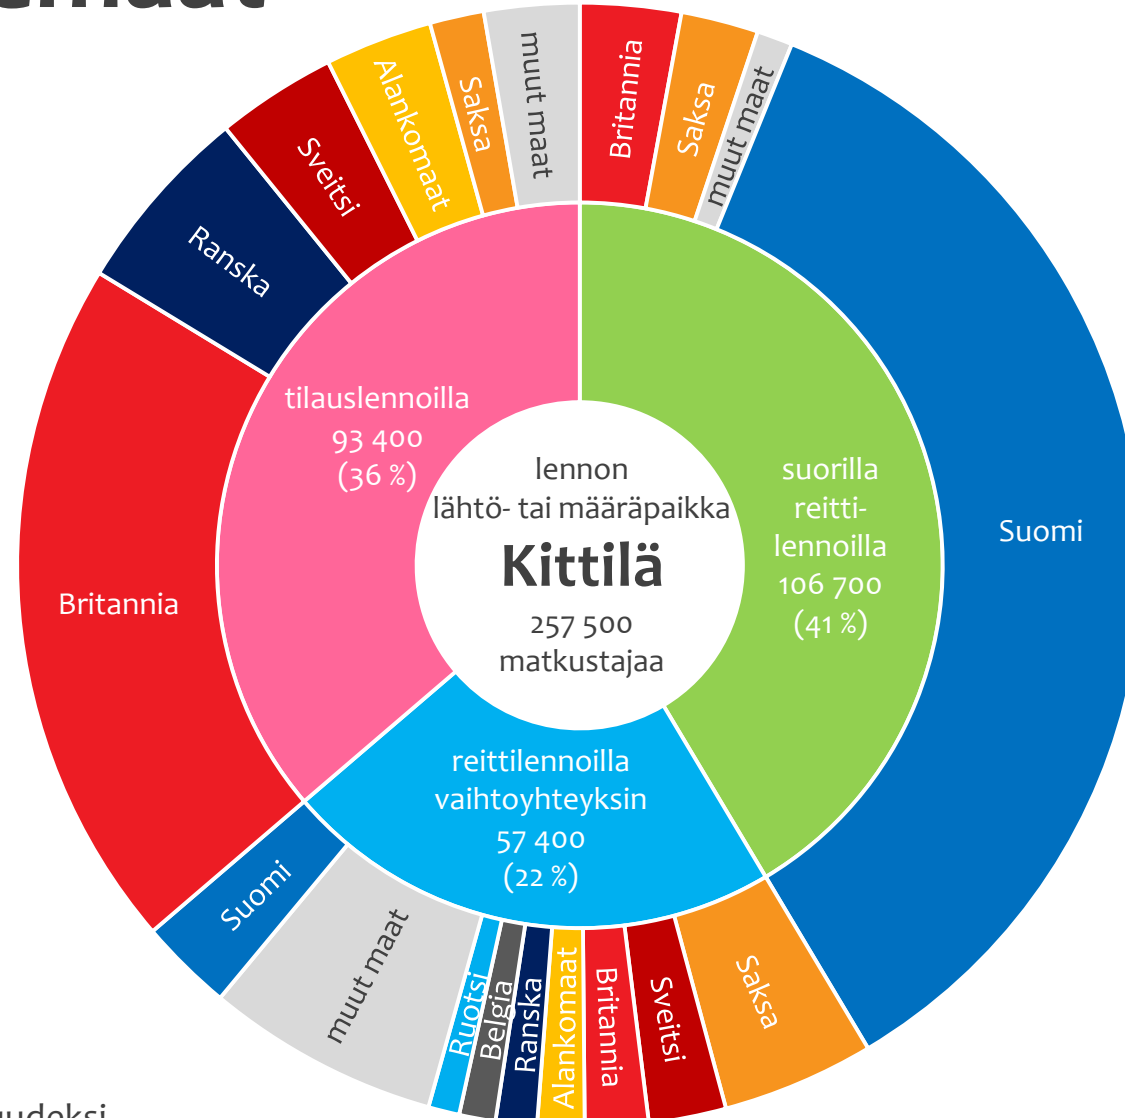 muut maat
Britannia
Saksa
muut maat
Suomi
Saksa
Sveitsi
Britannia
Alankomaat
Ranska
Belgia
Ruotsi
muut maat
Suomi
Britannia
Ranska
Sveitsi
Alankomaat
Saksa
tilauslennoilla
93 400
(36 %)
lennon
lähtö- tai määräpaikka
Kittilä
257 500
matkustajaa
suorilla
reitti-
lennoilla
106 700
(41 %)
reittilennoilla
vaihtoyhteyksin
57 400
(22 %)